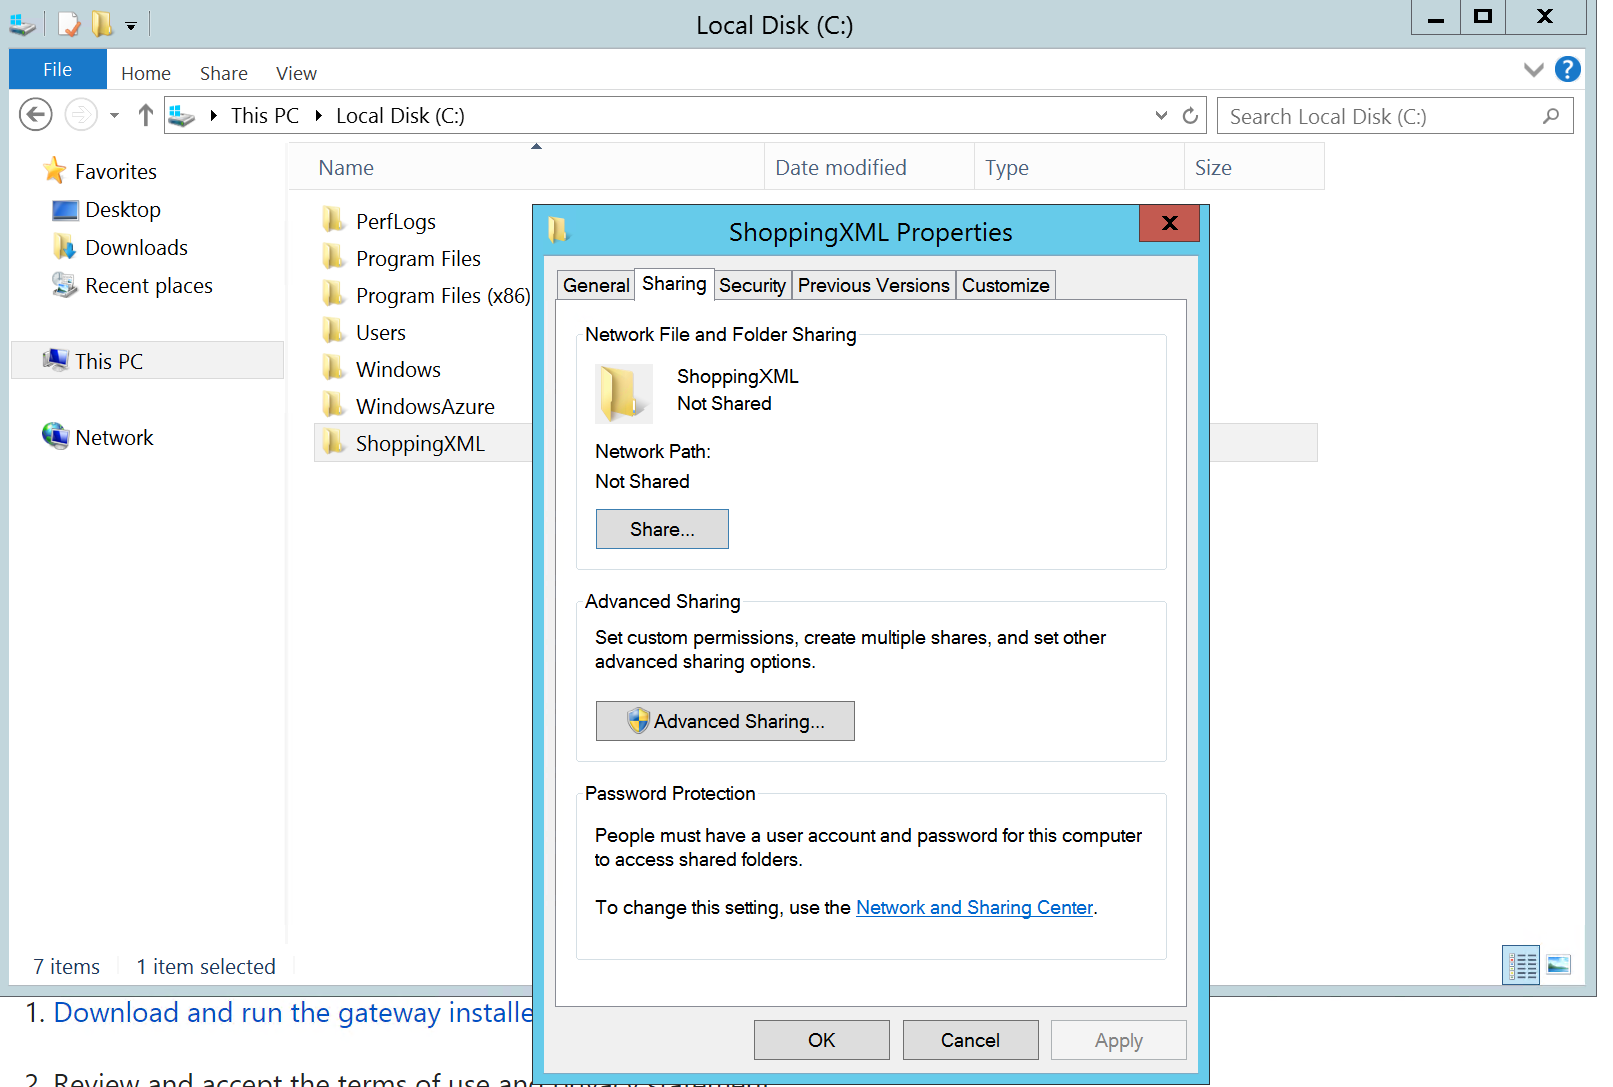 Local Disk (C:)
File
Home
Share
View
This PC
Local Disk (C:)
Search Local Disk (C:)
Favorites
Desktop
Downloads
Recent places
This PC
Network
Name
Date modified
Type
Size
PerfLogs
Program Files
Program Files (x86)
Users
Windows
WindowsAzure
ShoppingXML
ShoppingXML Properties
General
Sharing
Security
Previous Versions
Customize
Network File and Folder Sharing
ShoppingXML
Not Shared
Network Path:
Not Shared
Share...
Advanced Sharing
Set custom permissions, create multiple shares, and set other
advanced sharing options.
Advanced Sharing...
Password Protection
People must have a user account and password for this computer
to access shared folders.
To change this setting, use the Network and Sharing Center.
OK
Cancel
Apply
7 items
1 item selected
1. Download and run the gateway installe
2. Review and accept the terms of use and privacy statement